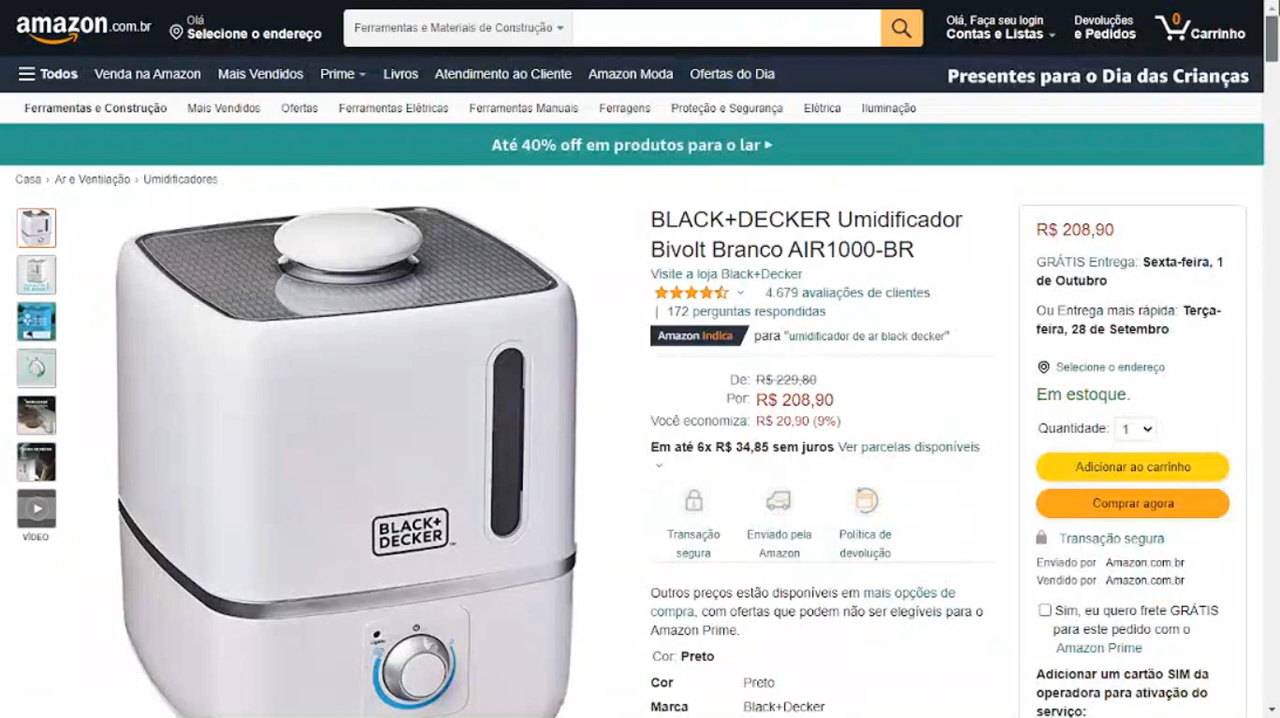 amazon.com.br
Olá
Selecione o endereço
Ferramentas e Materiais de Construção
Olá, Faça seu login
Contas e Listas
Devoluções
e Pedidos
0
Carrinho
Todos
Venda na Amazon
Mais Vendidos
Prime
Livros
Atendimento ao Cliente
Amazon Moda
Ofertas do Dia
Presentes para o Dia das Crianças
Ferramentas e Construção
Mais Vendidos
Ofertas
Ferramentas Elétricas
Ferramentas Manuais
Ferragens
Proteção e Segurança
Elétrica
Iluminação
Até 40% off em produtos para o lar
Casa › Ar e Ventilação › Umidificadores
VÍDEO
BLACK+
DECKER
BLACK+DECKER Umidificador
Bivolt Branco AIR1000-BR
Visite a loja Black+Decker
4.679 avaliações de clientes
| 172 perguntas respondidas
Amazon Indica para "umidificador de ar black decker"
De: R$ 229,80
Por: R$ 208,90
Você economiza: R$ 20,90 (9%)
Em até 6x R$ 34,85 sem juros Ver parcelas disponíveis
Transação
segura
Enviado pela
Amazon
Política de
devolução
Outros preços estão disponíveis em mais opções de
compra, com ofertas que podem não ser elegíveis para o
Amazon Prime.
Cor: Preto
Cor Preto
Marca Black+Decker
R$ 208,90
GRÁTIS Entrega: Sexta-feira, 1
de Outubro
Ou Entrega mais rápida: Terça-
feira, 28 de Setembro
Selecione o endereço
Em estoque.
Quantidade: 1
Adicionar ao carrinho
Comprar agora
Transação segura
Enviado por Amazon.com.br
Vendido por Amazon.com.br
Sim, eu quero frete GRÁTIS
para este pedido com o
Amazon Prime
Adicionar um cartão SIM da
operadora para ativação do
serviço: